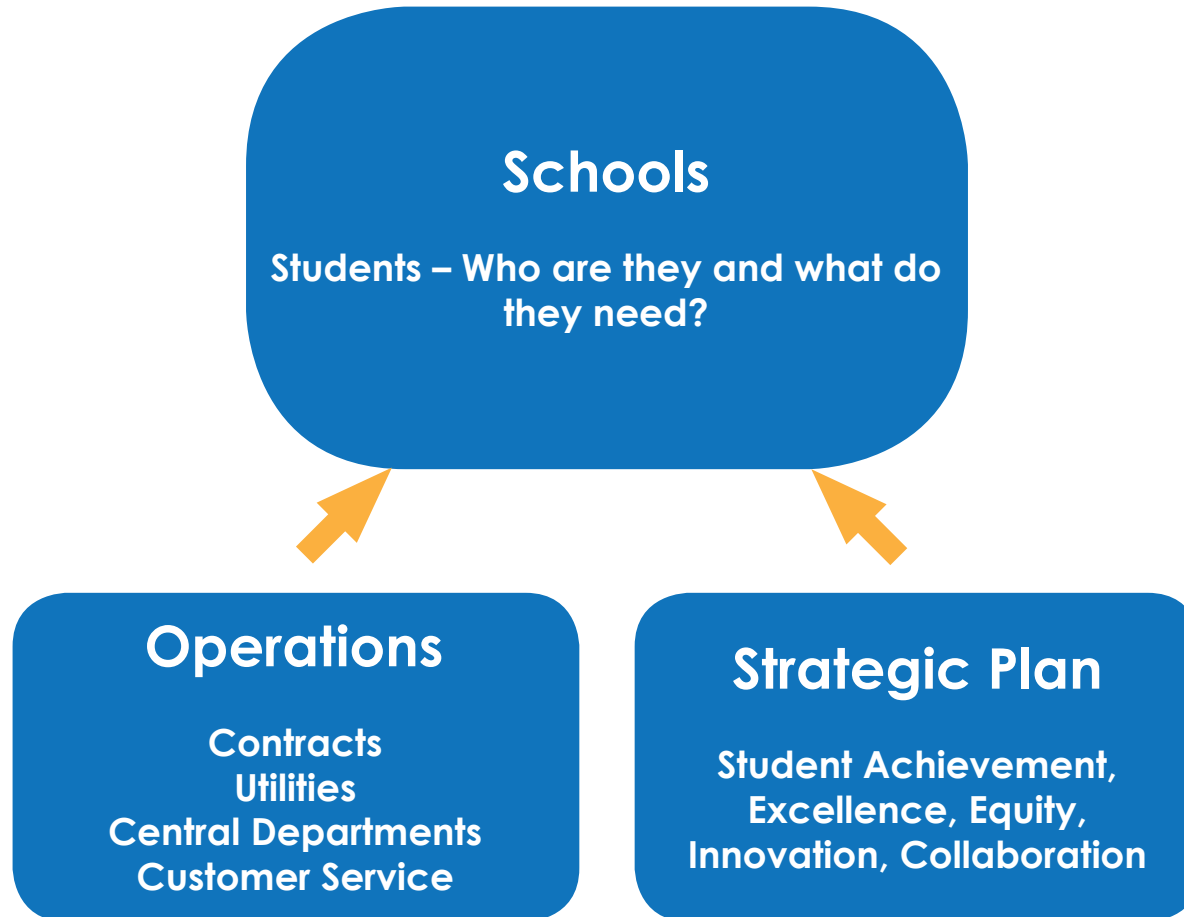 Schools
Students – Who are they and what do
they need?
Operations
Contracts
Utilities
Central Departments
Customer Service
Strategic Plan
Student Achievement,
Excellence, Equity,
Innovation, Collaboration